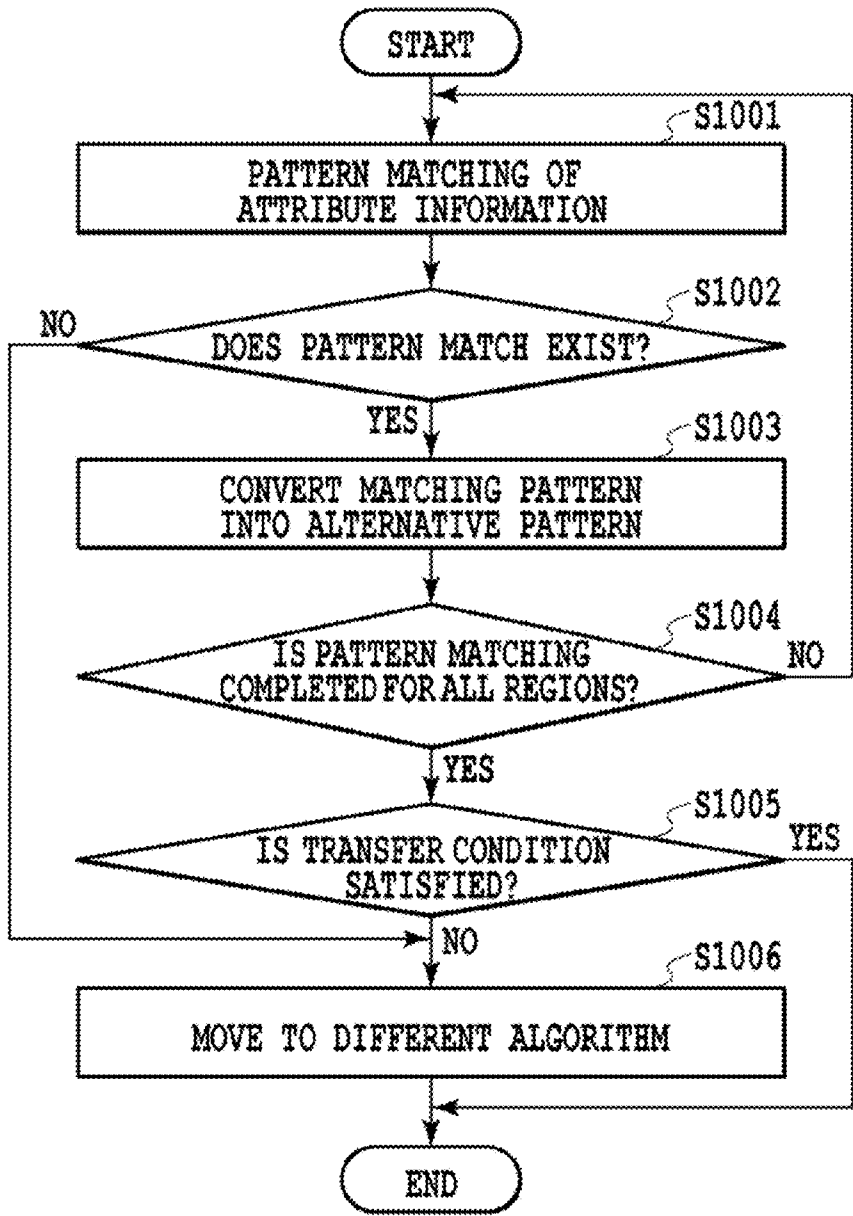 START
S1001
PATTERN MATCHING OF
ATTRIBUTE INFORMATION
S1002
NO
DOES PATTERN MATCH EXIST?
YES
S1003
CONVERT MATCHING PATTERN
INTO ALTERNATIVE PATTERN
S1004
IS PATTERN MATCHING
NO
COMPLETED FOR ALL REGIONS?
YES
S1005
YES
IS TRANSFER CONDITION
SATISFIED?
NO
S1006
MOVE TO DIFFERENT ALGORITHM
END